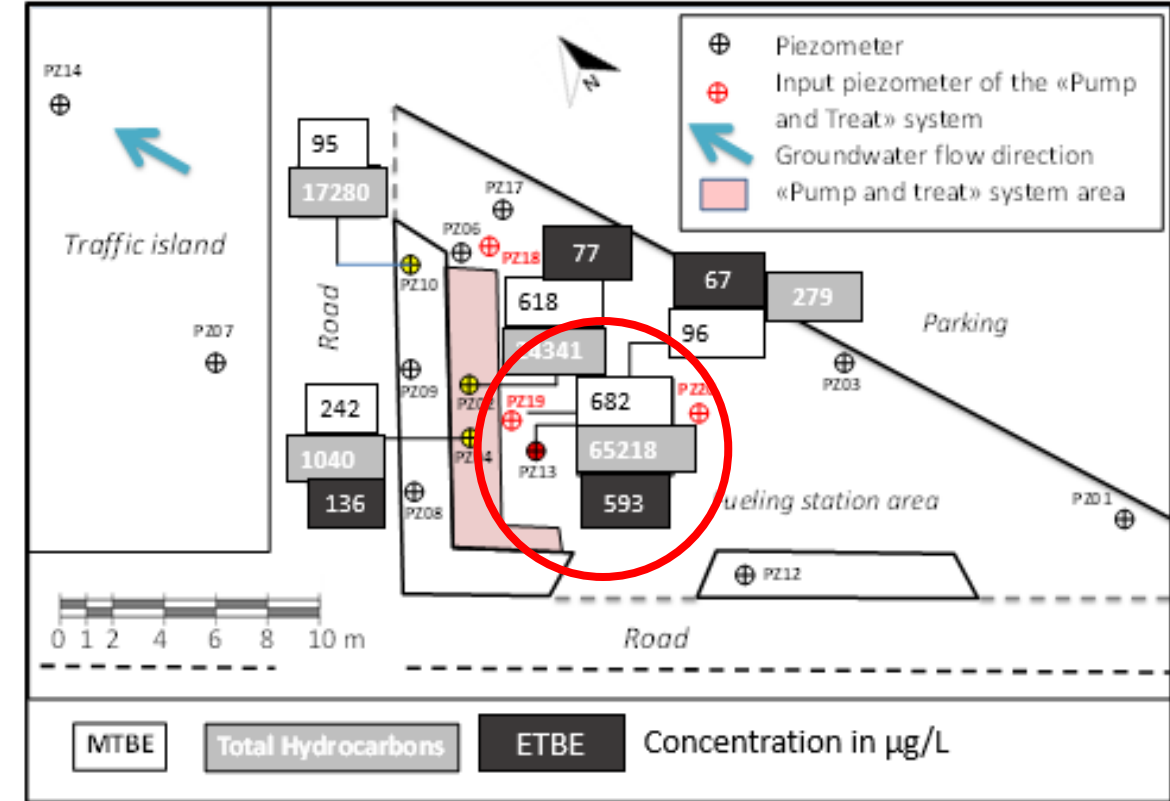 PZ14
Piezometer
Input piezometer of the «Pump
and Treat» system
Groundwater flow direction
«Pump and treat» system area
N
95
17280
PZ17
PZ06
PZ18
77
Traffic island
PZ10
67
279
618
Road
96
Parking
PZ07
PZ03
PZ09
PZ02
PZ19
682
242
65218
1040
PZ13
593
136
PZ08
station area
PZ01
PZ12
0 1 2 4 6 8 10 m
Road
MTBE
Total Hydrocarbons
ETBE
Concentration in µg/L